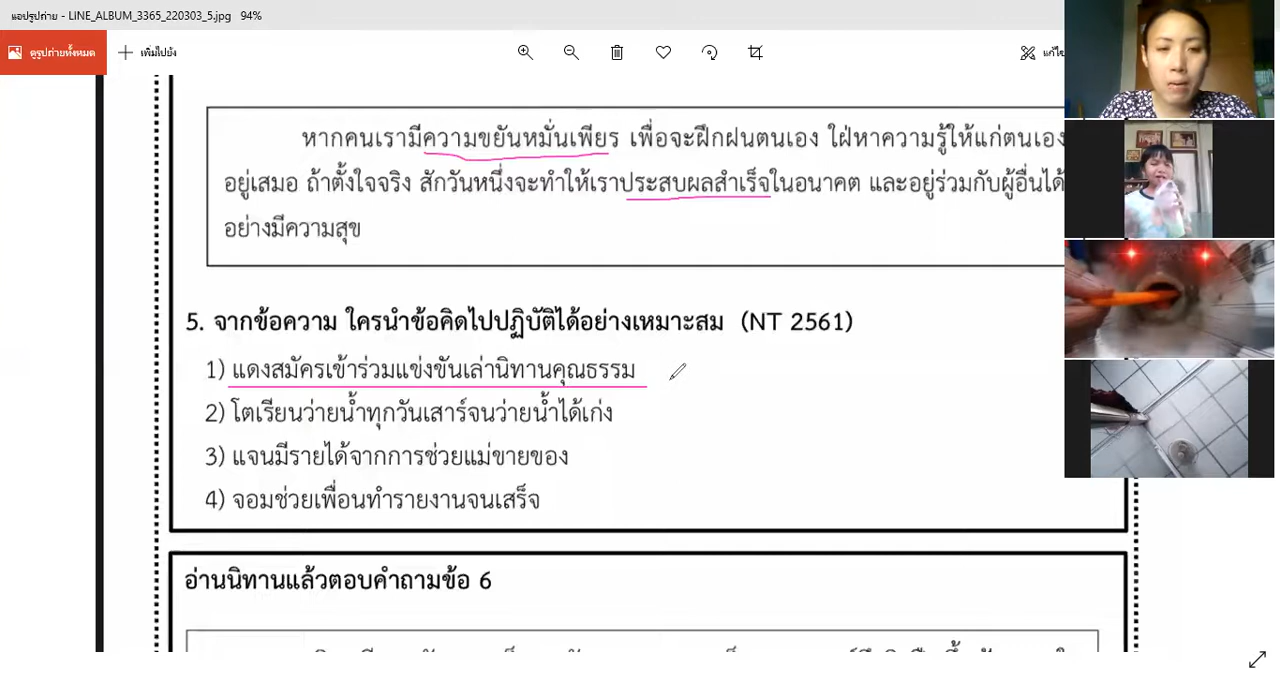 แอปรูปถ่าย - LINE_ALBUM_3365_220303_5.jpg 94%
ดูรูปถ่ายทั้งหมด
เพิ่มไปยัง
แก้ไข
หากคนเรามีความขยันหมั่นเพียร เพื่อจะฝึกฝนตนเอง ใฝ่หาความรู้ให้แก่ตนเอง
อยู่เสมอ ถ้าตั้งใจจริง สักวันหนึ่งจะทำให้เราประสบผลสำเร็จในอนาคต และอยู่ร่วมกับผู้อื่นได้
อย่างมีความสุข
5. จากข้อความ ใครนำข้อคิดไปปฏิบัติได้อย่างเหมาะสม (NT 2561)
1) แดงสมัครเข้าร่วมแข่งขันเล่านิทานคุณธรรม
2) โตเรียนว่ายน้ำทุกวันเสาร์จนว่ายน้ำได้เก่ง
3) แจนมีรายได้จากการช่วยแม่ขายของ
4) จอมช่วยเพื่อนทำรายงานจนเสร็จ
อ่านนิทานแล้วตอบคำถามข้อ 6